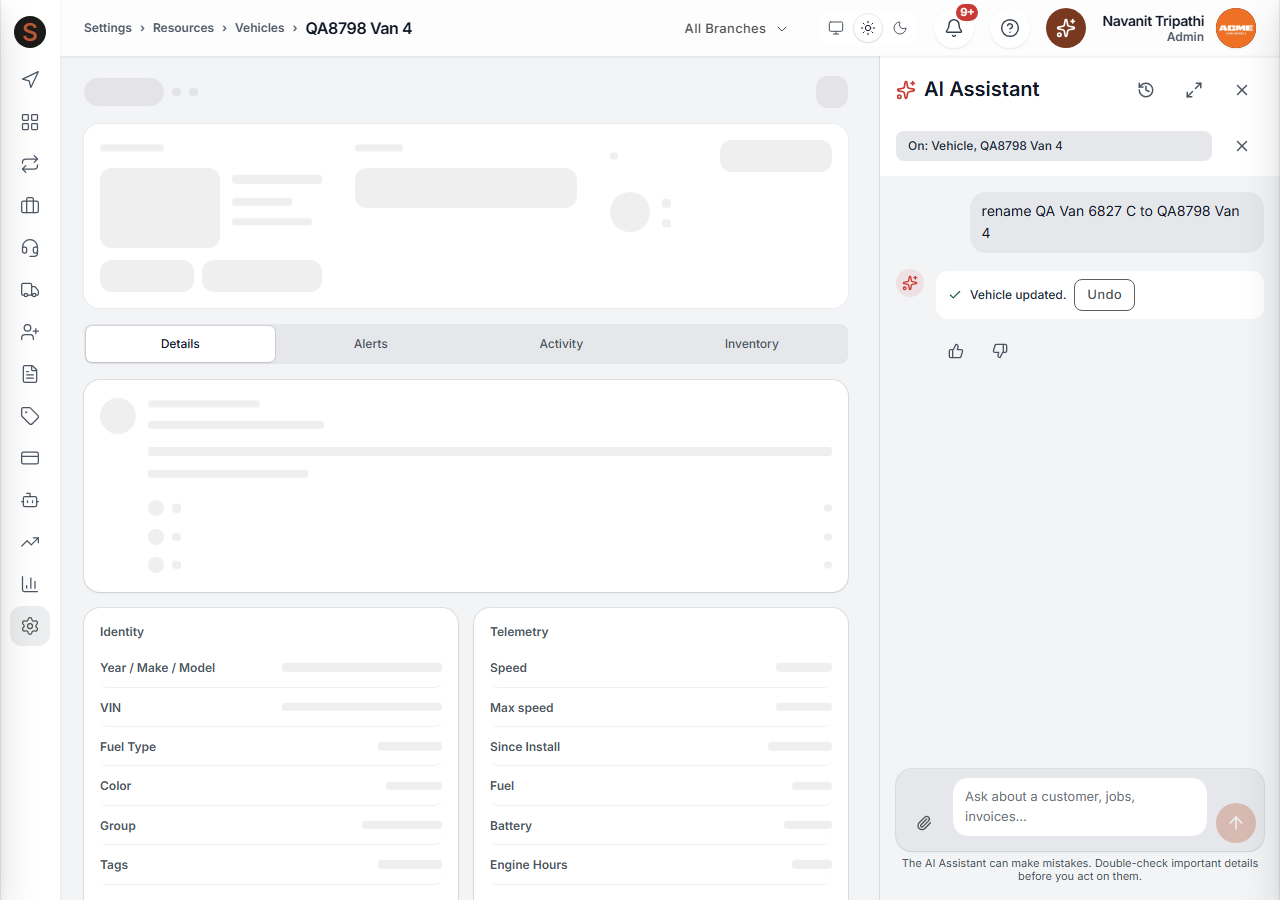 S
Settings › Resources › Vehicles › QA8798 Van 4
All Branches
9+
Navanit Tripathi
Admin
ACME
Details
Alerts
Activity
Inventory
Identity
Year / Make / Model
VIN
Fuel Type
Color
Group
Tags
Telemetry
Speed
Max speed
Since Install
Fuel
Battery
Engine Hours
AI Assistant
On: Vehicle, QA8798 Van 4
rename QA Van 6827 C to QA8798 Van
4
Vehicle updated.
Undo
Ask about a customer, jobs,
invoices...
The AI Assistant can make mistakes. Double-check important details
before you act on them.